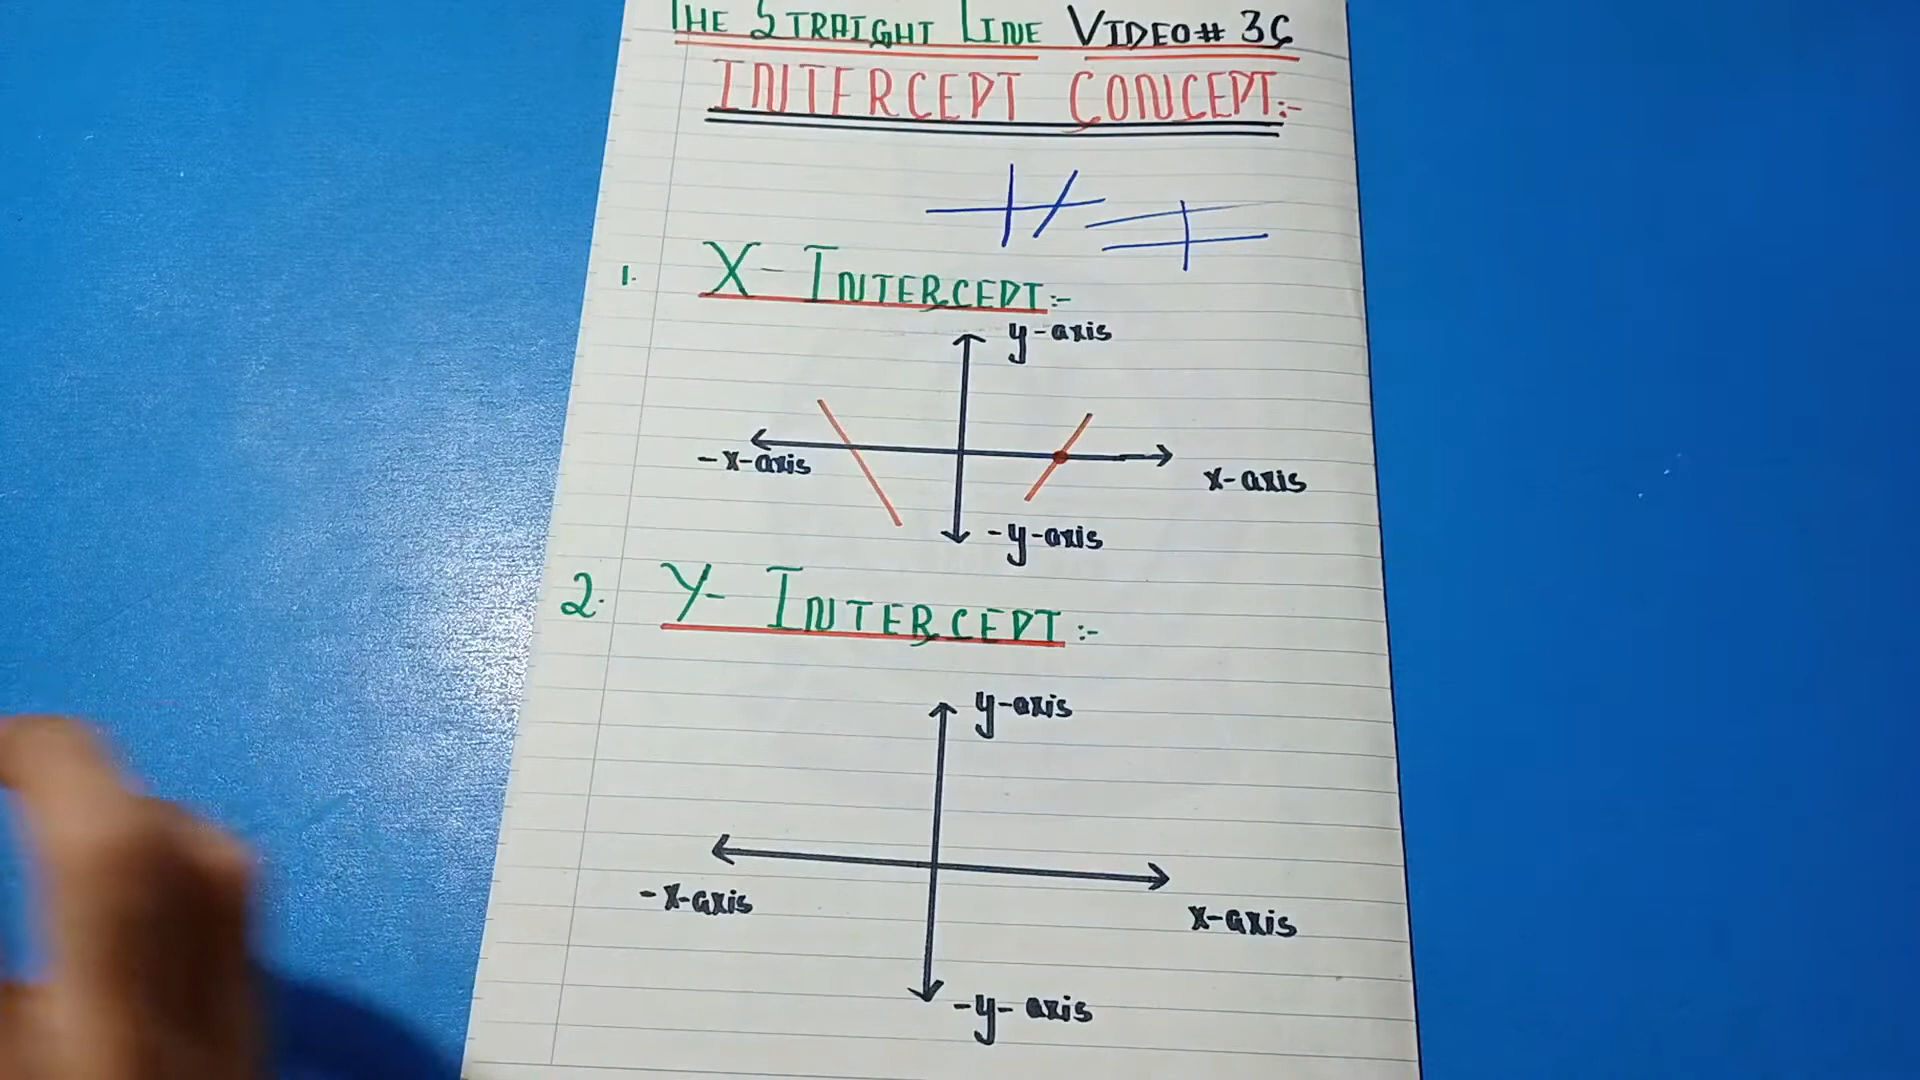 THE STRAIGHT LINE VIDEO# 3C
INTERCEPT CONCEPT:-
1. X- INTERCEPT:-
y-axis
-x-axis
x-axis
-y-axis
2. Y- INTERCEPT:-
y-axis
-x-axis
x-axis
-y- axis